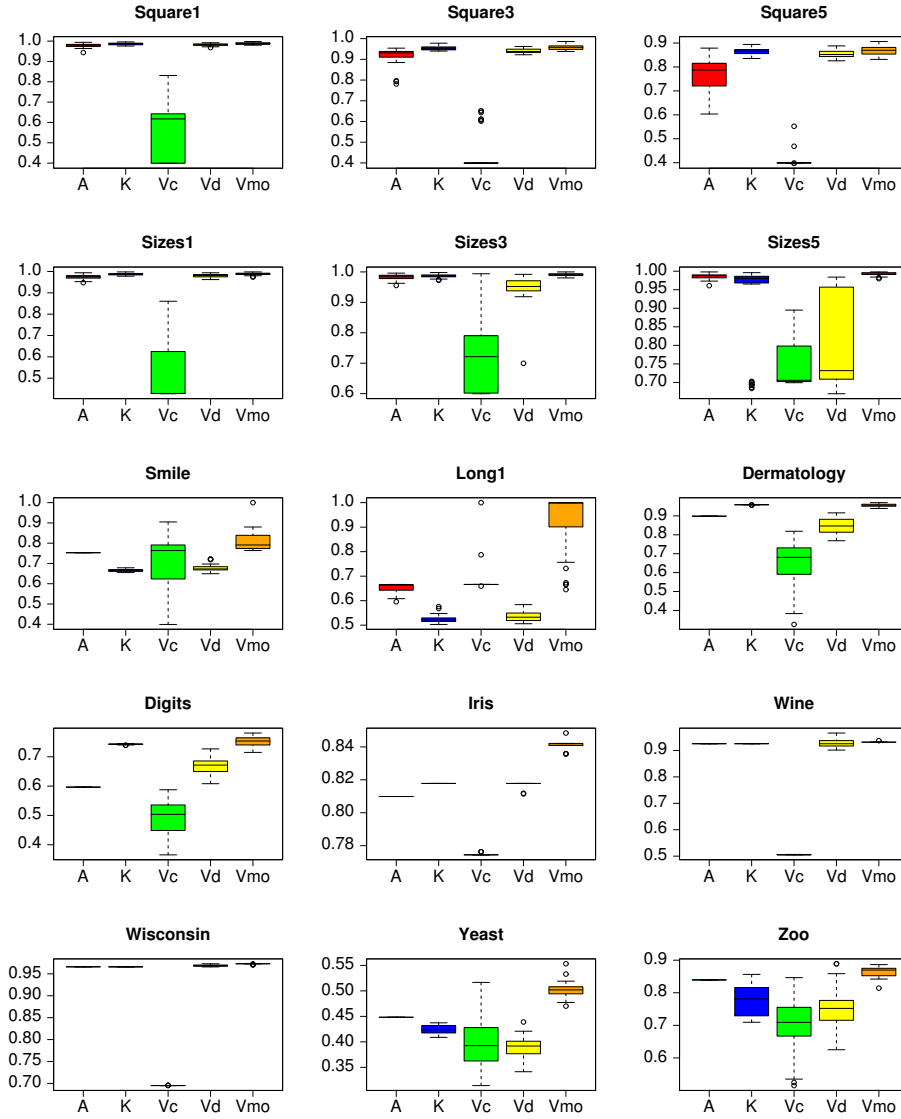 Square1
1.0
0.9
0.8
0.7
0.6
0.5
0.4
A K Vc Vd Vmo
Square3
1.0
0.9
0.8
0.7
0.6
0.5
0.4
A K Vc Vd Vmo
Square5
0.9
0.8
0.7
0.6
0.5
0.4
A K Vc Vd Vmo
Sizes1
1.0
0.9
0.8
0.7
0.6
0.5
A K Vc Vd Vmo
Sizes3
1.0
0.9
0.8
0.7
0.6
A K Vc Vd Vmo
Sizes5
1.00
0.95
0.90
0.85
0.80
0.75
0.70
A K Vc Vd Vmo
Smile
1.0
0.9
0.8
0.7
0.6
0.5
0.4
A K Vc Vd Vmo
Long1
1.0
0.9
0.8
0.7
0.6
0.5
A K Vc Vd Vmo
Dermatology
0.9
0.8
0.7
0.6
0.5
0.4
A K Vc Vd Vmo
Digits
0.7
0.6
0.5
0.4
A K Vc Vd Vmo
Iris
0.84
0.82
0.80
0.78
A K Vc Vd Vmo
Wine
0.9
0.8
0.7
0.6
0.5
A K Vc Vd Vmo
Wisconsin
0.95
0.90
0.85
0.80
0.75
0.70
A K Vc Vd Vmo
Yeast
0.55
0.50
0.45
0.40
0.35
A K Vc Vd Vmo
Zoo
0.9
0.8
0.7
0.6
A K Vc Vd Vmo